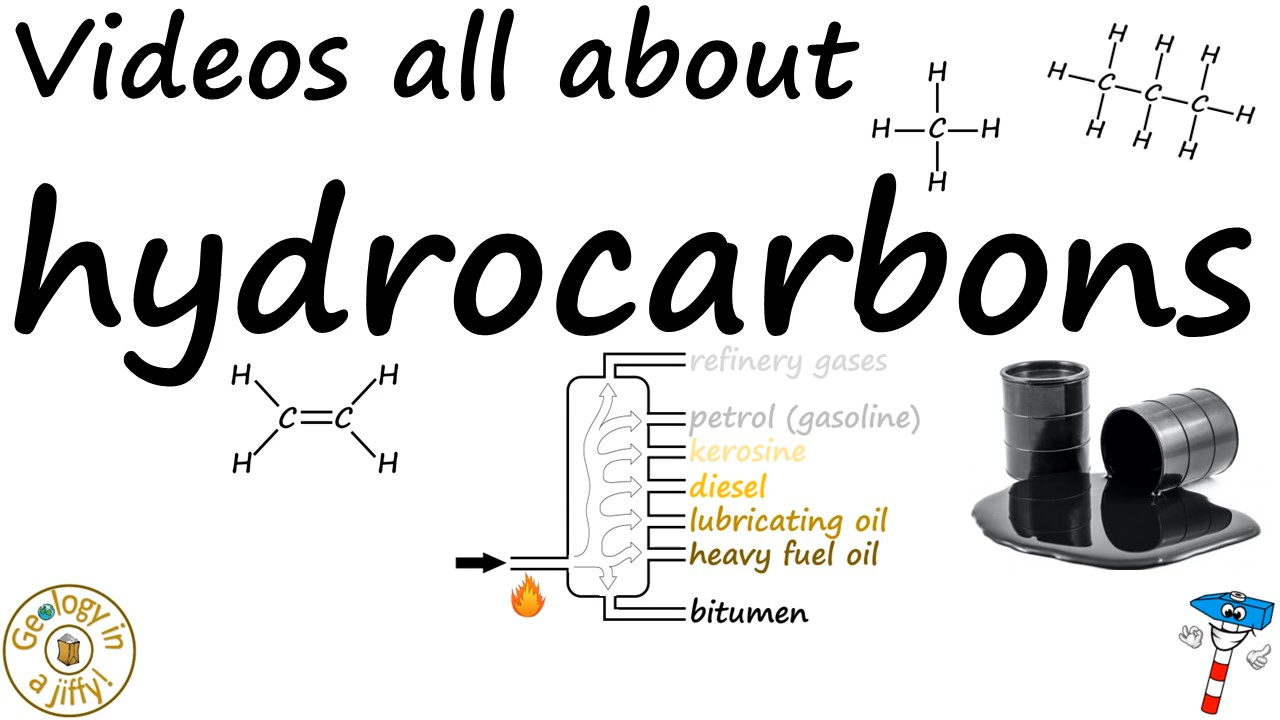 Videos all about
hydrocarbons
H
H C H
H
H H H
H C C C H
H H H
H H
C C
H H
refinery gases
petrol (gasoline)
kerosine
diesel
lubricating oil
heavy fuel oil
bitumen
Geology in
a jiffy!